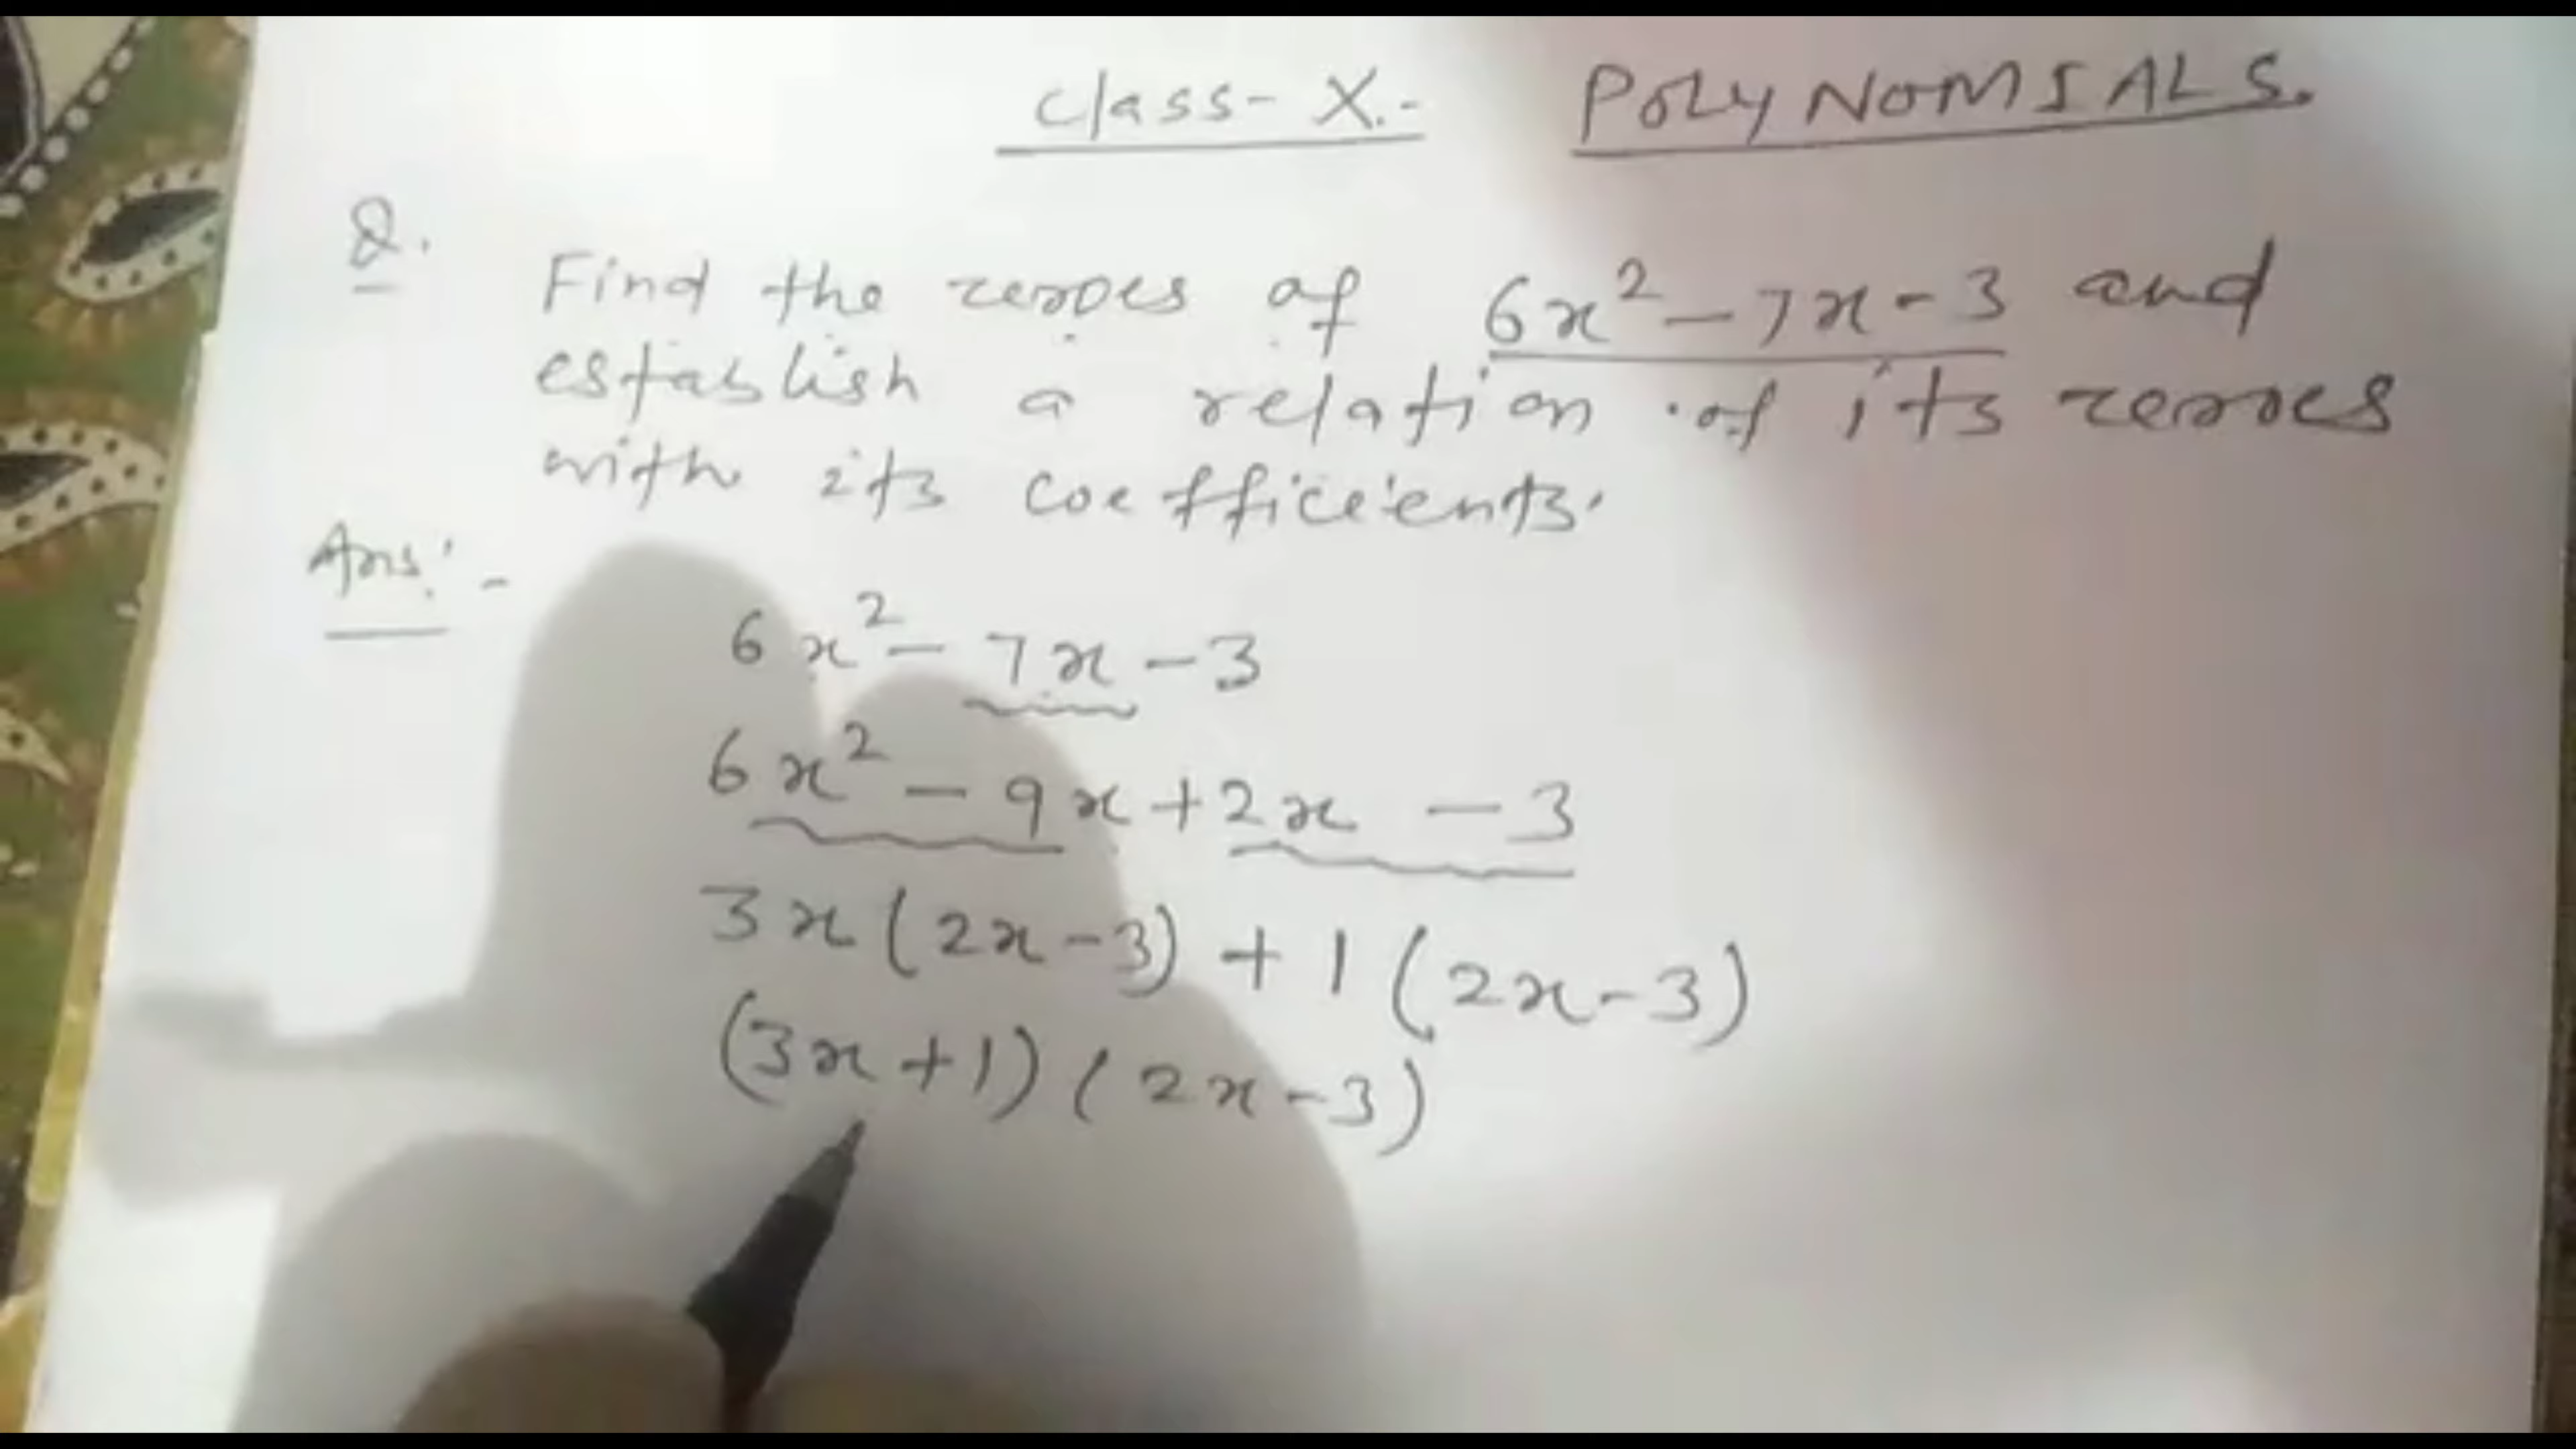 Class-X.- POLYNOMIALS.
Q.
Find the zeroes of 6x² - 7x - 3 and
establish a relation of its zeroes
with its coefficients.
Ans:-
6x² - 7x - 3
6x² - 9x + 2x - 3
3x (2x - 3) + 1 (2x - 3)
(3x + 1) (2x - 3)